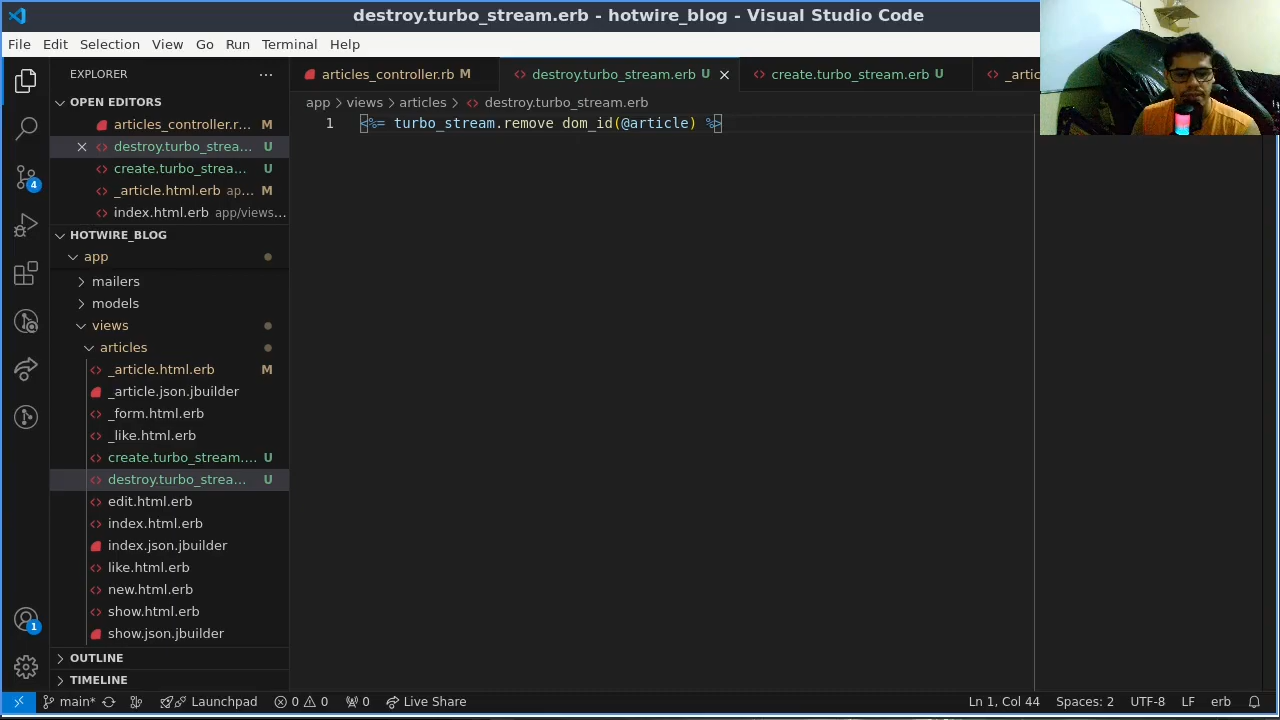 destroy.turbo_stream.erb - hotwire_blog - Visual Studio Code
File Edit Selection View Go Run Terminal Help
EXPLORER
articles_controller.rb M
destroy.turbo_stream.erb U
create.turbo_stream.erb U
_artic
OPEN EDITORS
articles_controller.r... M
destroy.turbo_strea... U
create.turbo_strea... U
_article.html.erb ap... M
index.html.erb app/views...
HOTWIRE_BLOG
app
mailers
models
views
articles
_article.html.erb M
_article.json.jbuilder
_form.html.erb
_like.html.erb
create.turbo_stream.... U
destroy.turbo_strea... U
edit.html.erb
index.html.erb
index.json.jbuilder
like.html.erb
new.html.erb
show.html.erb
show.json.jbuilder
OUTLINE
TIMELINE
4
1
app > views > articles > destroy.turbo_stream.erb
1 <%= turbo_stream.remove dom_id(@article) %>
main* Launchpad 0 0 0 Live Share
Ln 1, Col 44 Spaces: 2 UTF-8 LF erb